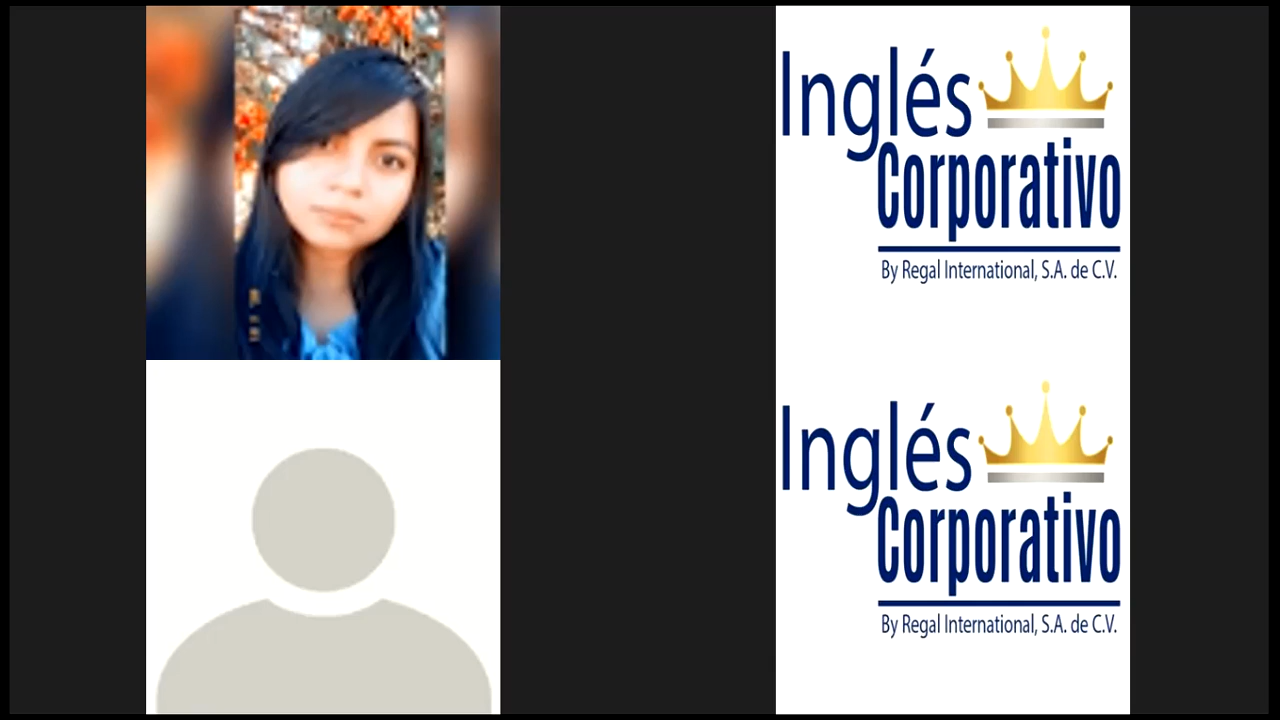 Inglés
Corporativo
By Regal International, S.A. de C.V.
Inglés
Corporativo
By Regal International, S.A. de C.V.